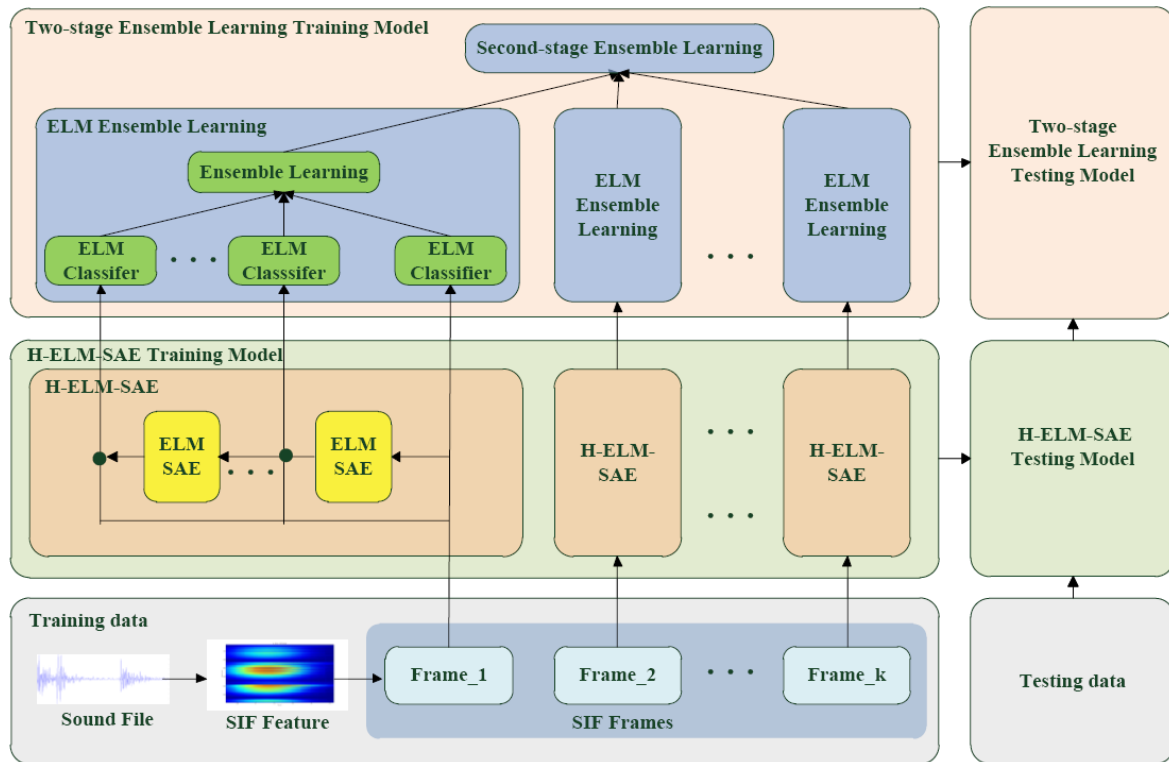 Two-stage Ensemble Learning Training Model
Second-stage Ensemble Learning
ELM Ensemble Learning
Ensemble Learning
ELM
Classifer
. . .
ELM
Classsifer
ELM
Classifier
ELM
Ensemble
Learning
. . .
ELM
Ensemble
Learning
Two-stage
Ensemble Learning
Testing Model
H-ELM-SAE Training Model
H-ELM-SAE
ELM
SAE
. . .
ELM
SAE
H-ELM-
SAE
. . .
. . .
H-ELM-
SAE
H-ELM-SAE
Testing Model
Training data
Sound File
SIF Feature
Frame_1
Frame_2
. . .
Frame_k
SIF Frames
Testing data